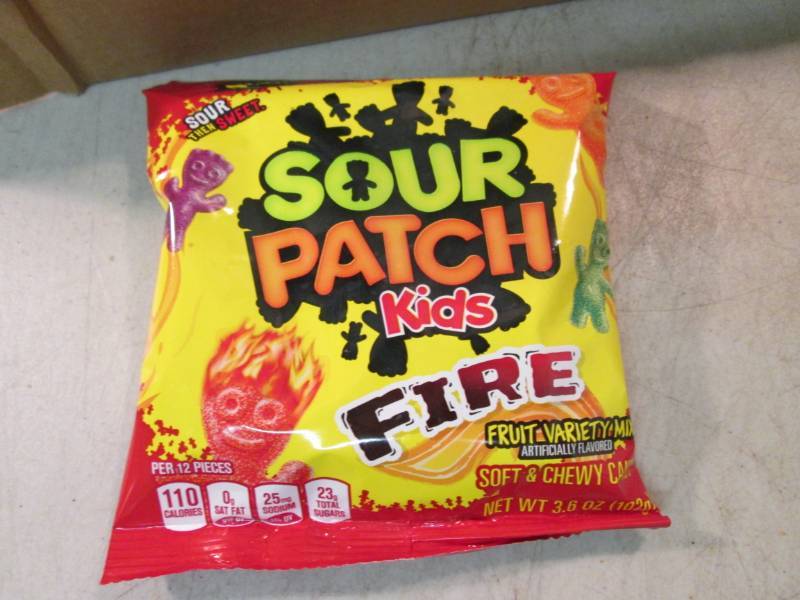 SOUR
THEN SWEET.
SOUR
PATCH
Kids
FIRE
FRUIT VARIETY MIX
ARTIFICIALLY FLAVORED
SOFT & CHEWY
NET WT 3.6 OZ
PER 12 PIECES
110 CALORIES
0g SAT FAT
25mg SODIUM
23g TOTAL SUGARS